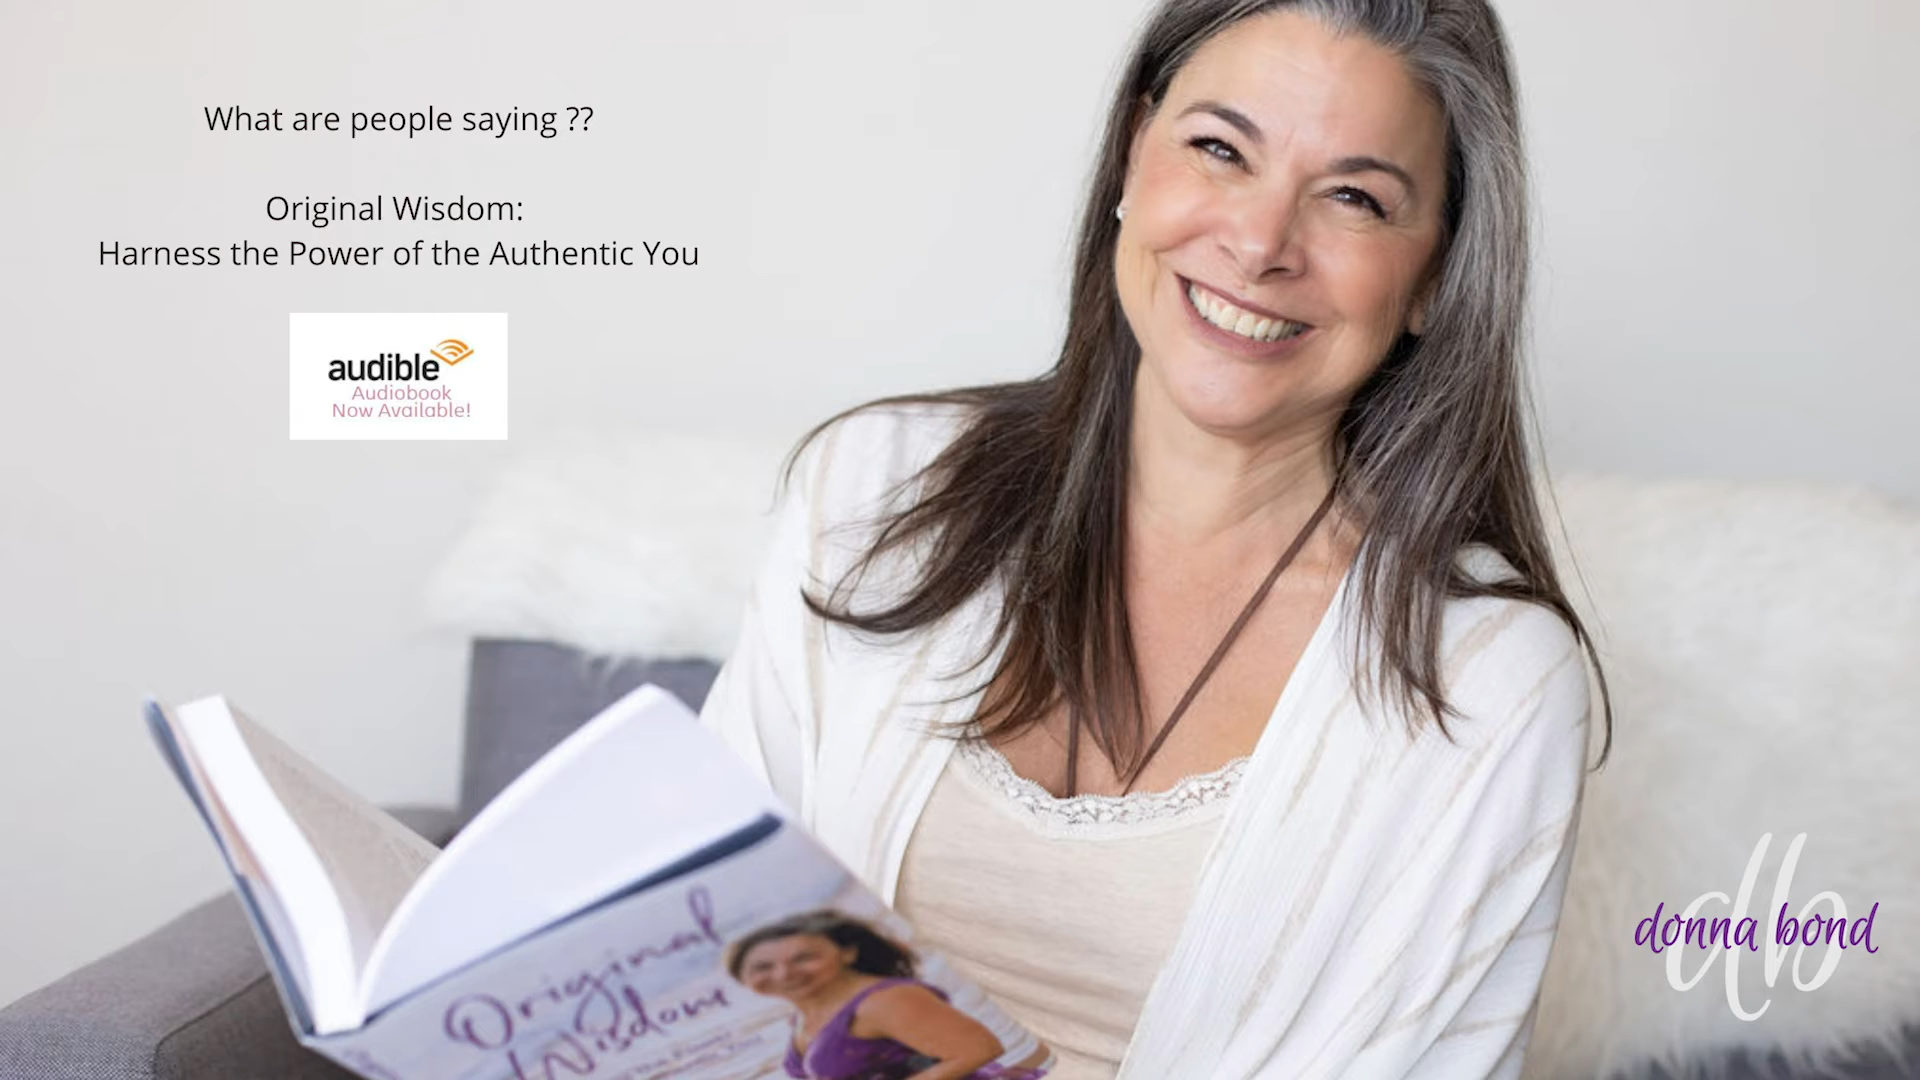 What are people saying ??
Original Wisdom:
Harness the Power of the Authentic You
audible
Audiobook
Now Available!
Original
Wisdom
donna bond
db